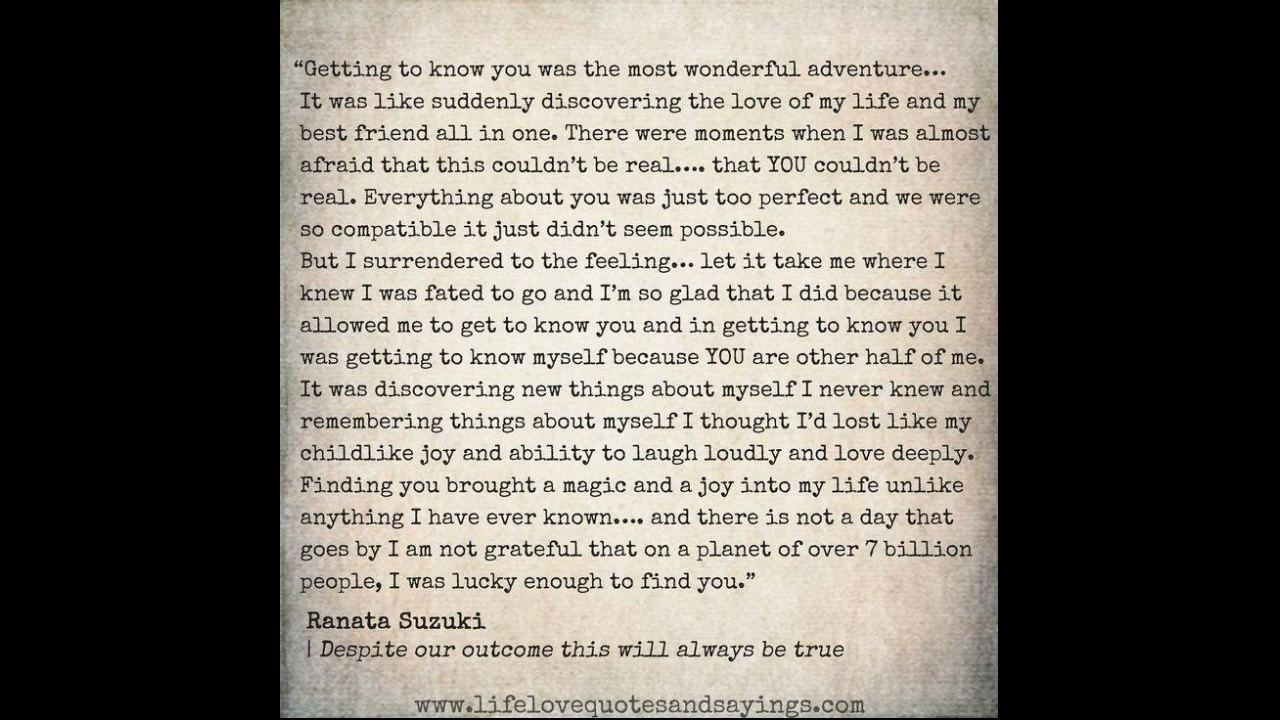 “Getting to know you was the most wonderful adventure...
It was like suddenly discovering the love of my life and my
best friend all in one. There were moments when I was almost
afraid that this couldn’t be real.... that YOU couldn’t be
real. Everything about you was just too perfect and we were
so compatible it just didn’t seem possible.
But I surrendered to the feeling... let it take me where I
knew I was fated to go and I’m so glad that I did because it
allowed me to get to know you and in getting to know you I
was getting to know myself because YOU are other half of me.
It was discovering new things about myself I never knew and
remembering things about myself I thought I’d lost like my
childlike joy and ability to laugh loudly and love deeply.
Finding you brought a magic and a joy into my life unlike
anything I have ever known.... and there is not a day that
goes by I am not grateful that on a planet of over 7 billion
people, I was lucky enough to find you.”
Ranata Suzuki
| Despite our outcome this will always be true
www.lifelovequotesandsayings.com